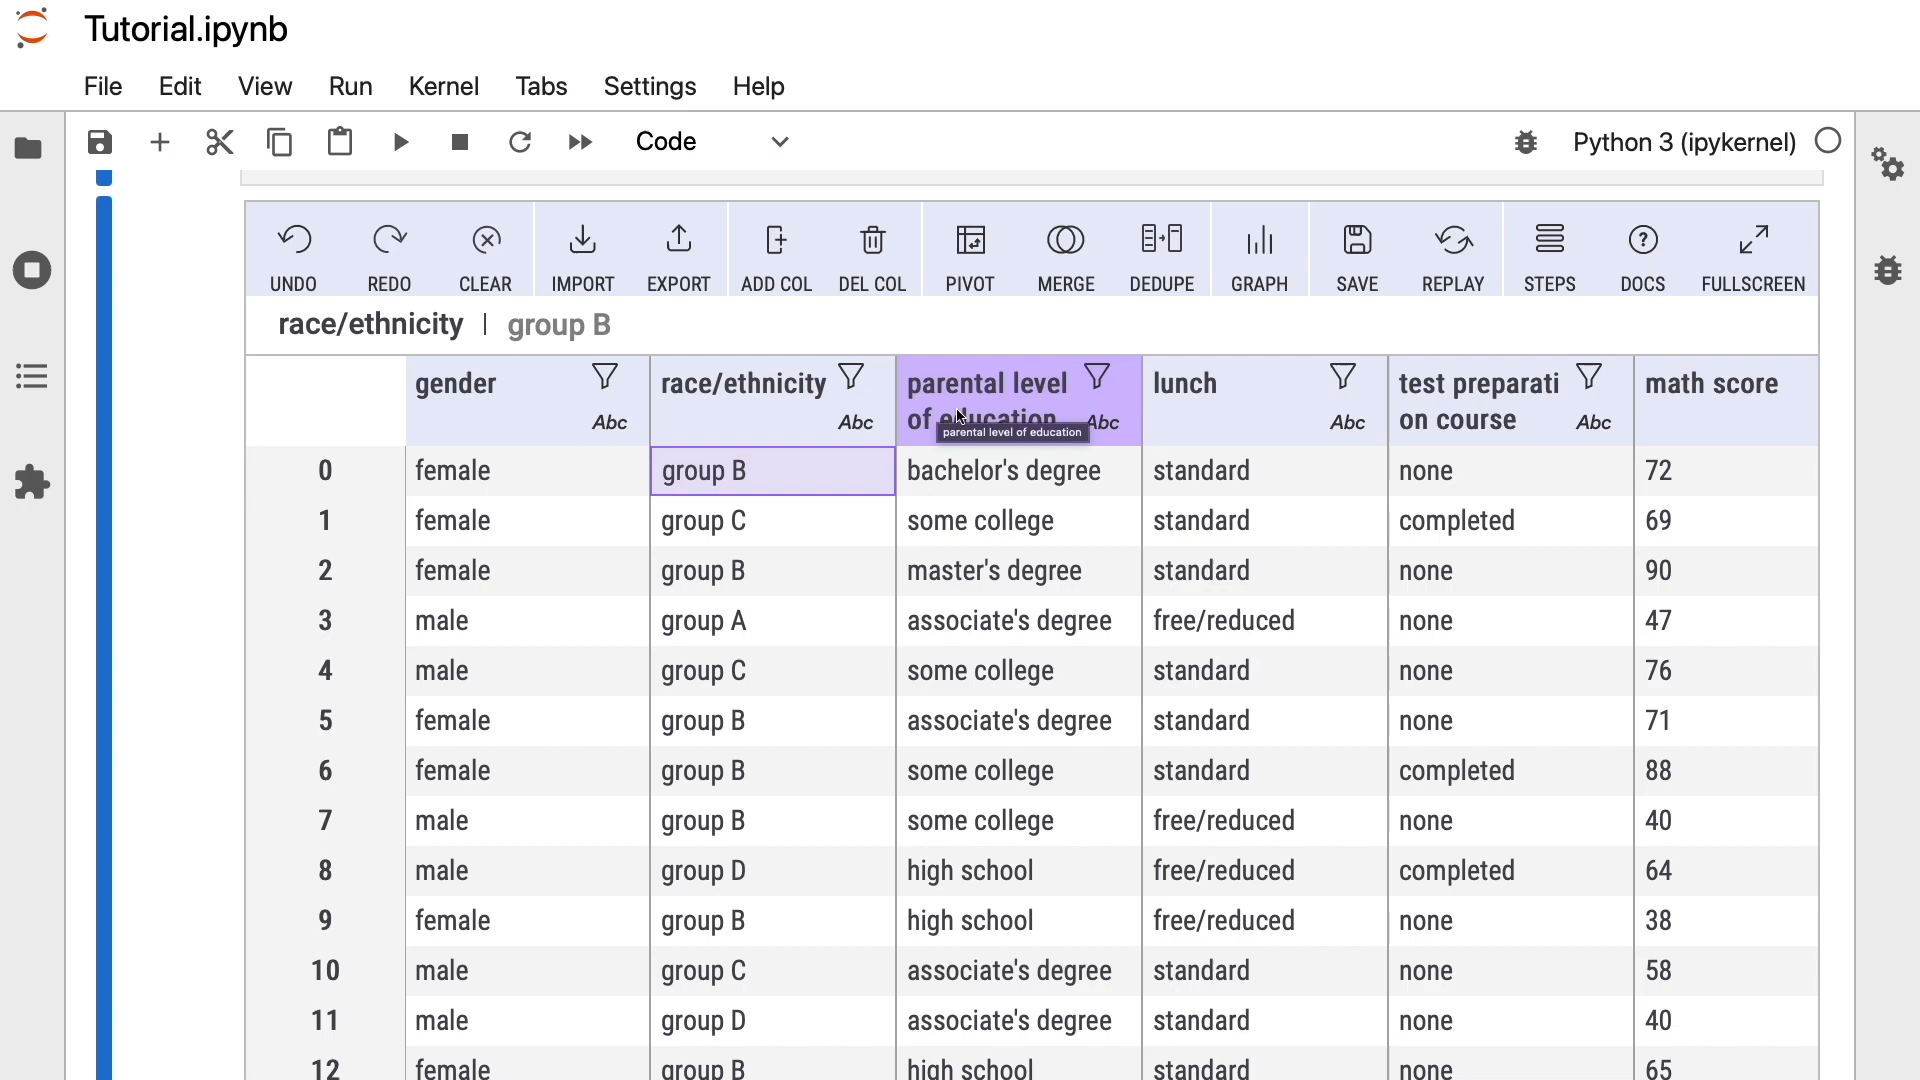 Tutorial.ipynb
File Edit View Run Kernel Tabs Settings Help
Code Python 3 (ipykernel)
UNDO REDO CLEAR IMPORT EXPORT ADD COL DEL COL PIVOT MERGE DEDUPE GRAPH SAVE REPLAY STEPS DOCS FULLSCREEN
race/ethnicity | group B
gender race/ethnicity parental level lunch test preparati math score
of education Abc on course
Abc Abc Abc Abc
parental level of education
0 female group B bachelor's degree standard none 72
1 female group C some college standard completed 69
2 female group B master's degree standard none 90
3 male group A associate's degree free/reduced none 47
4 male group C some college standard none 76
5 female group B associate's degree standard none 71
6 female group B some college standard completed 88
7 male group B some college free/reduced none 40
8 male group D high school free/reduced completed 64
9 female group B high school free/reduced none 38
10 male group C associate's degree standard none 58
11 male group D associate's degree standard none 40
12 female group B high school standard none 65